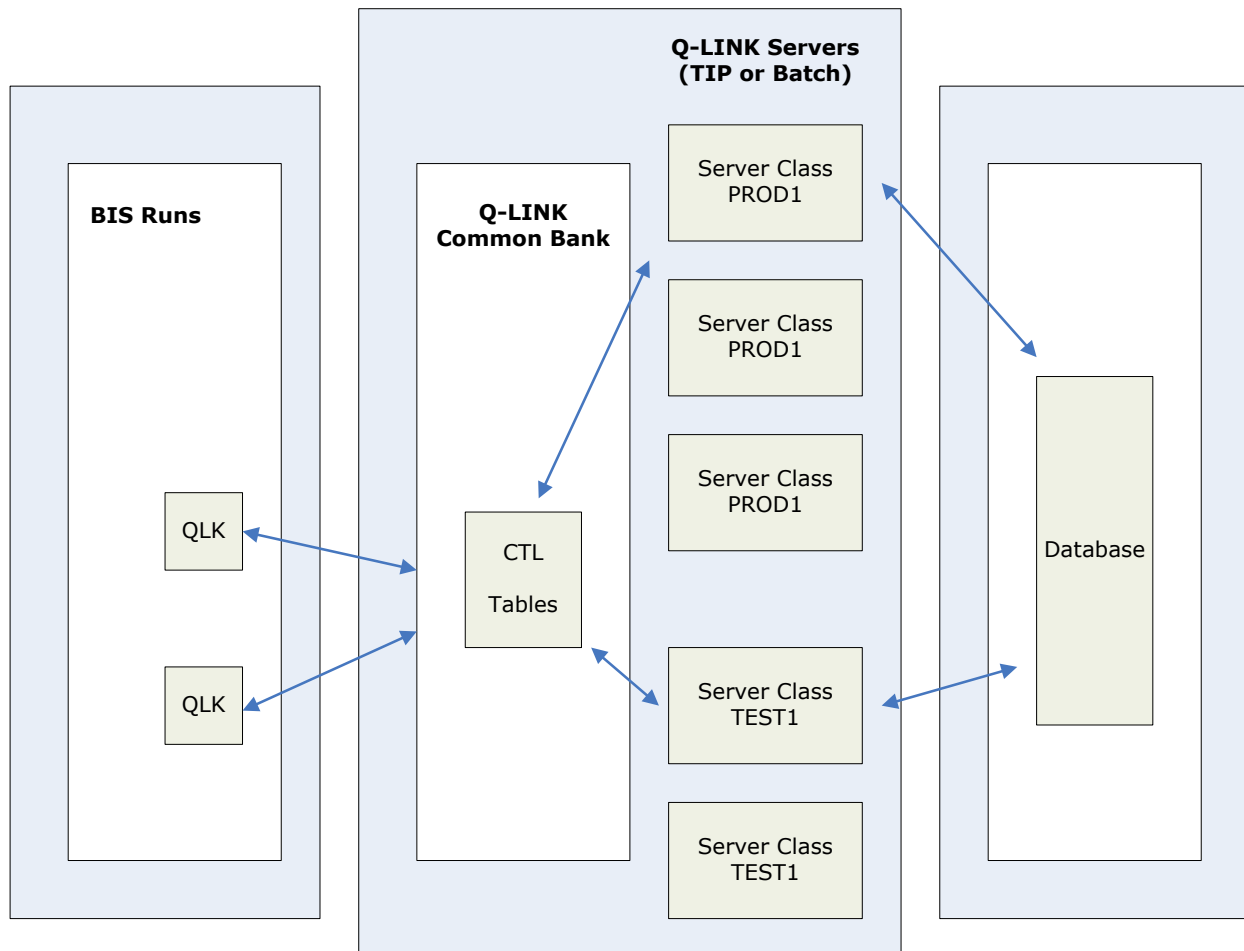 Q-LINK Servers
(TIP or Batch)
BIS Runs
QLK
QLK
Q-LINK
Common Bank
CTL
Tables
Server Class
PROD1
Server Class
PROD1
Server Class
PROD1
Server Class
TEST1
Server Class
TEST1
Database